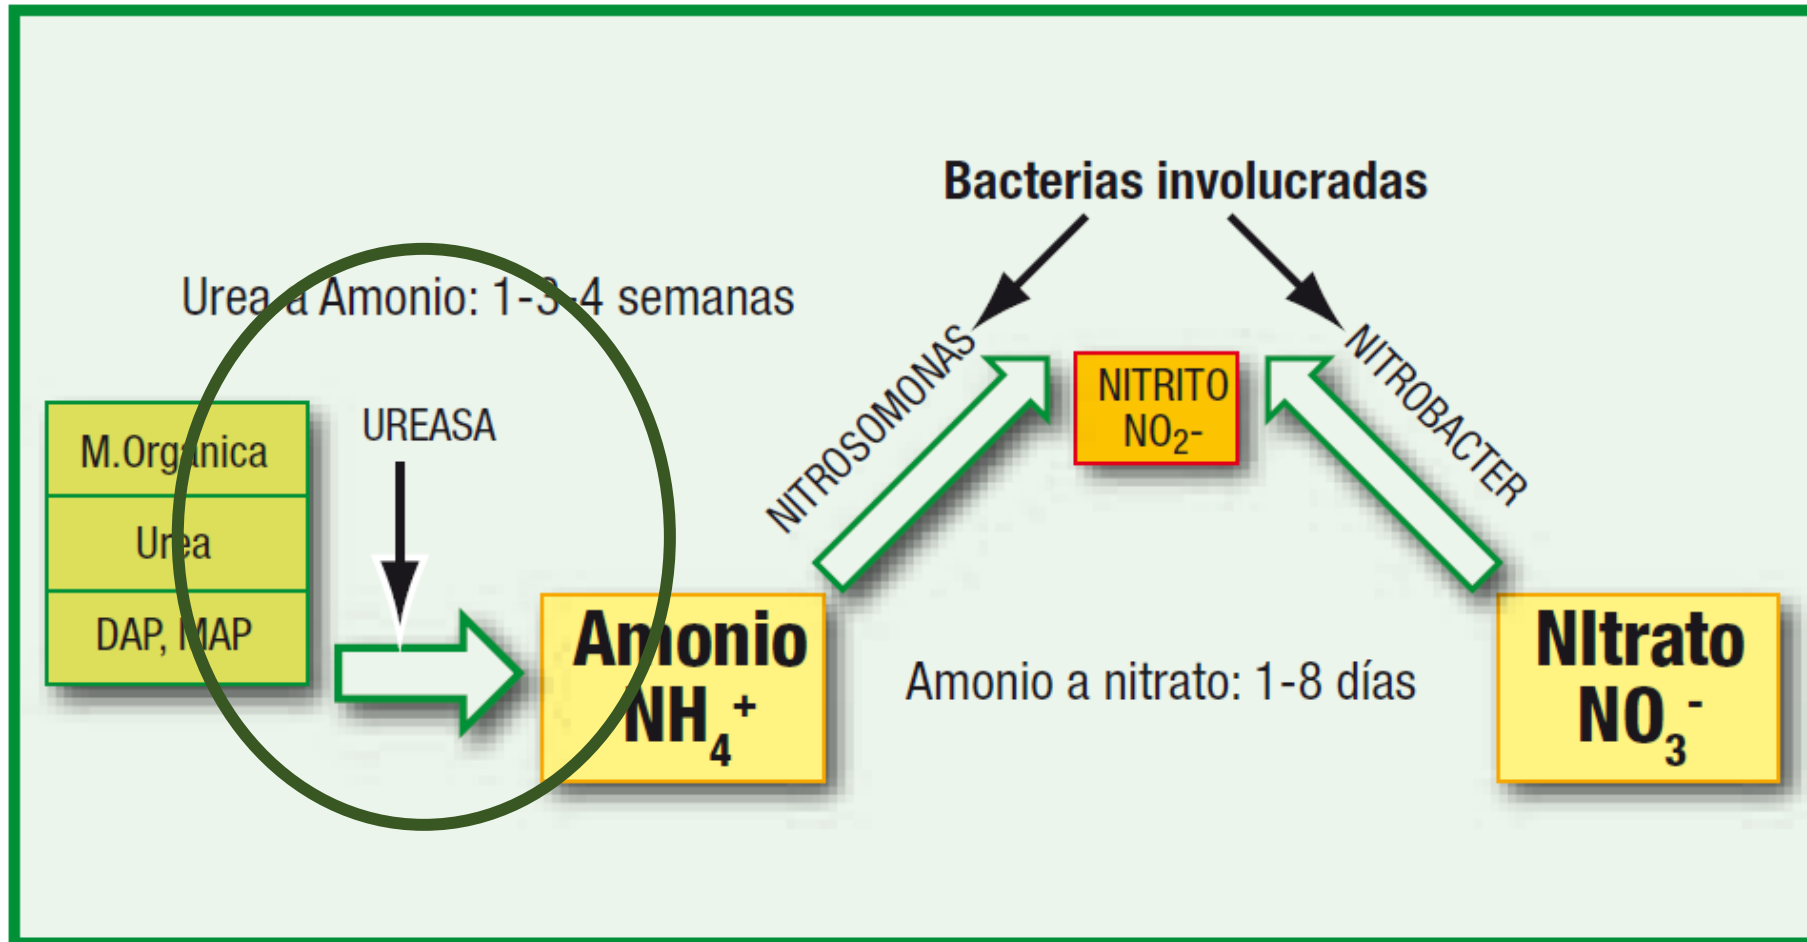 Bacterias involucradas
Urea a Amonio: 1-3-4 semanas
M.Orgánica
Urea
DAP, MAP
UREASA
Amonio
NH₄⁺
NITROSOMONAS
NITRITO
NO₂-
NITROBACTER
Amonio a nitrato: 1-8 días
NItrato
NO₃⁻